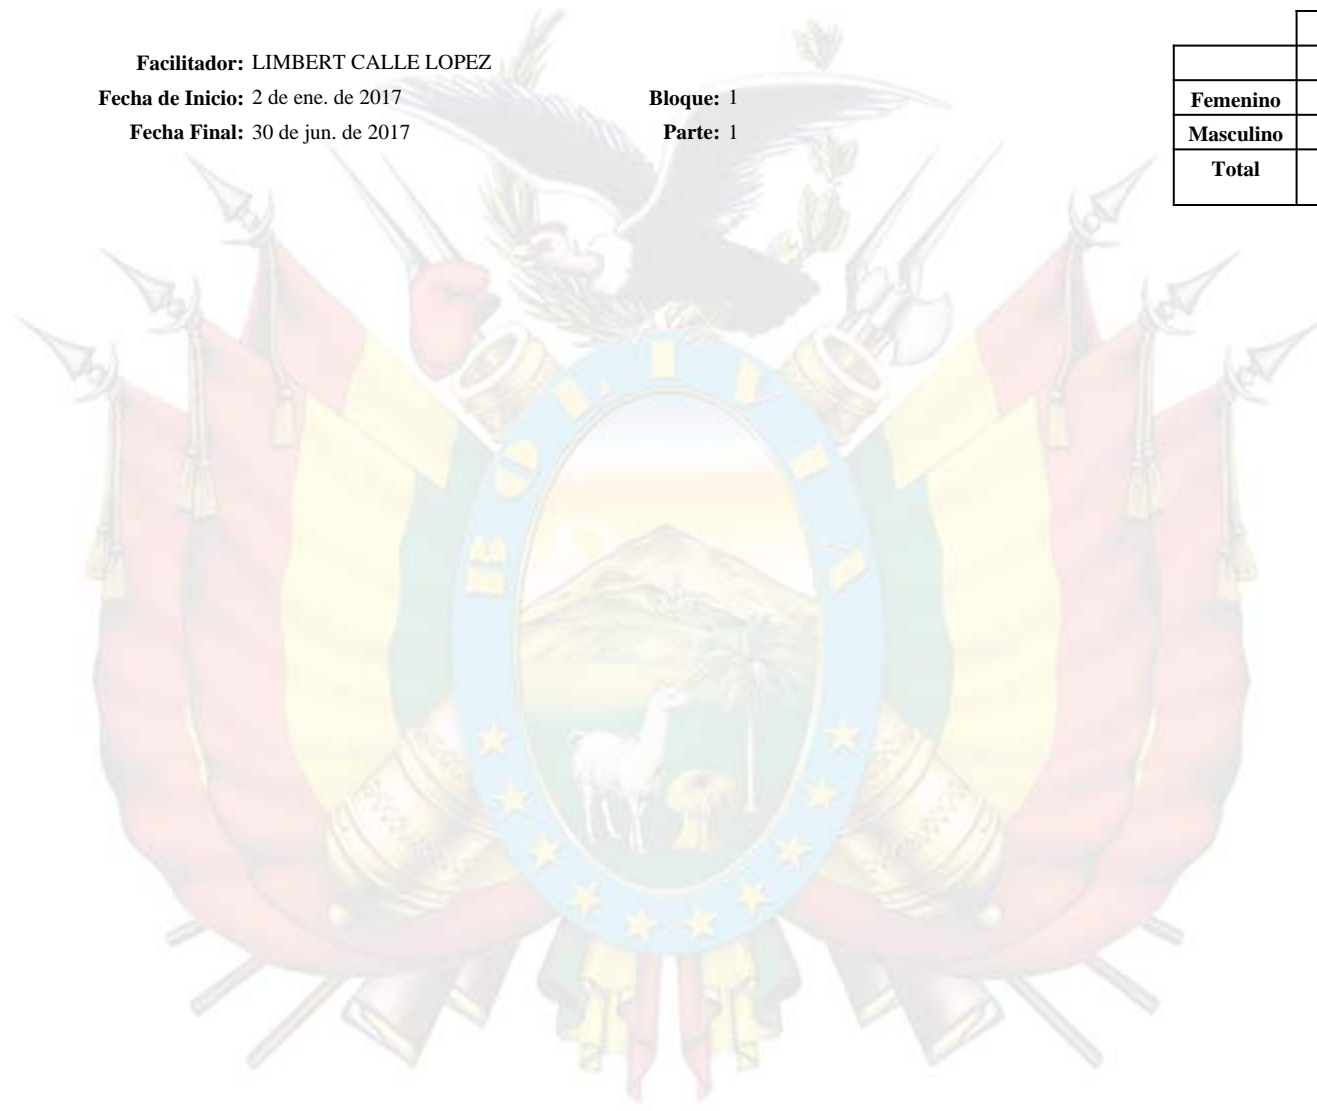 Facilitador: LIMBERT CALLE LOPEZ
Fecha de Inicio: 2 de ene. de 2017 Bloque: 1
Fecha Final: 30 de jun. de 2017 Parte: 1
Femenino
Masculino
Total
BOLIVIA